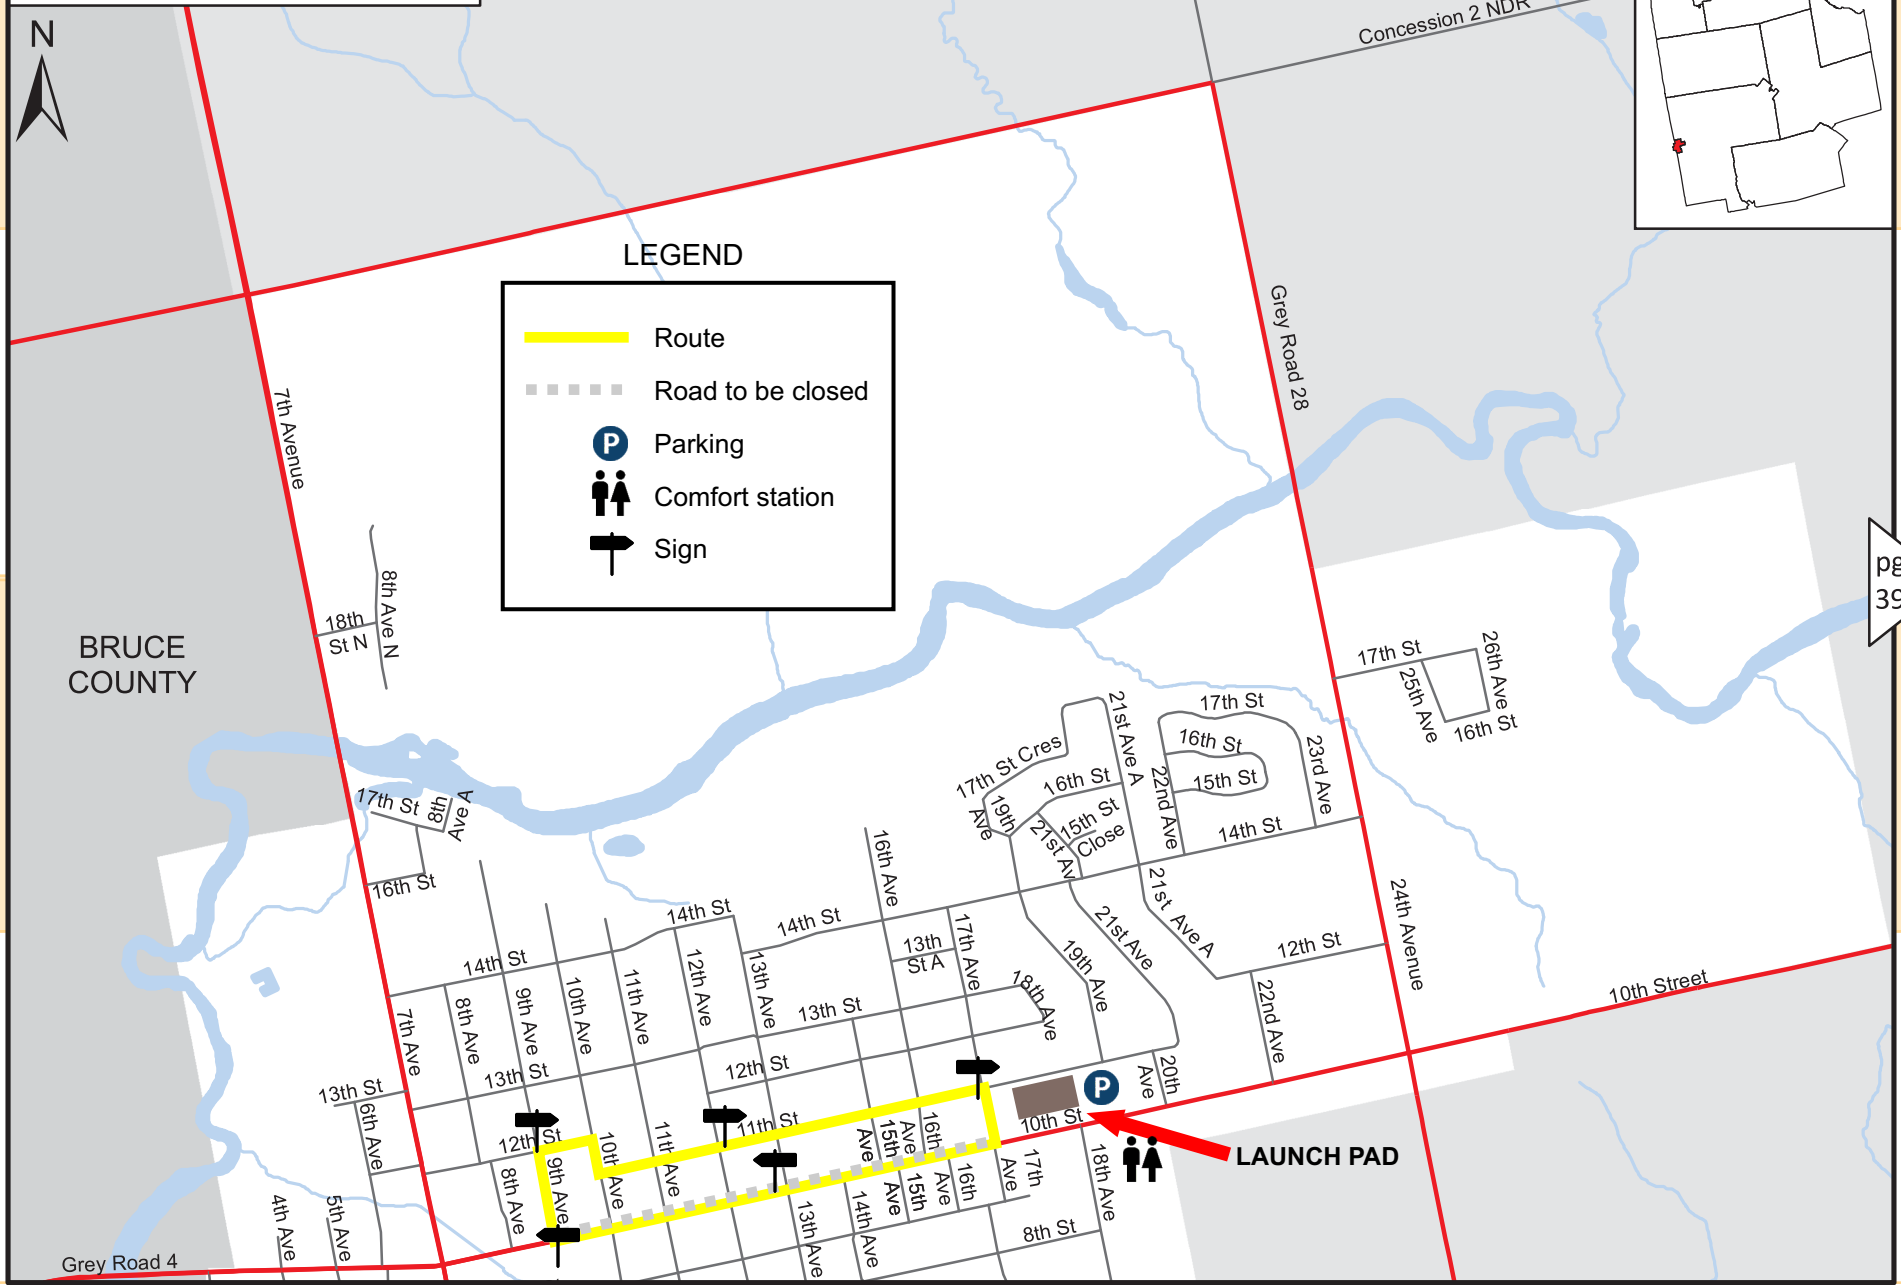 N
Concession 2 NDR
LEGEND
Route
Road to be closed
Parking
Comfort station
Sign
P
Grey Road 28
7th Avenue
8th Ave N
18th
St N
BRUCE
COUNTY
pg
39
17th St
25th Ave
26th Ave
16th St
17th St
8th
Ave A
16th St
17th St Cres
19th
Ave
16th St
15th St
Close
21st Av
21st Ave A
17th St
16th St
15th St
22nd Ave
23rd Ave
14th St
24th Avenue
12th St
10th Street
22nd Ave
21st Ave A
21st Ave
19th Ave
18th Ave
17th Ave
16th Ave
13th
St A
14th St
14th St
14th St
7th Ave
8th Ave
9th Ave
10th Ave
11th Ave
12th Ave
13th Ave
13th St
13th St
13th St
12th St
12th St
11th St
6th Ave
5th Ave
4th Ave
8th Ave
9th Ave
10th
Ave
11th
Ave
13th Ave
14th Ave
15th
Ave
16th
Ave
15th
Ave
16th
Ave
17th
Ave
18th Ave
20th
Ave
10th St
8th St
P
LAUNCH PAD
Grey Road 4